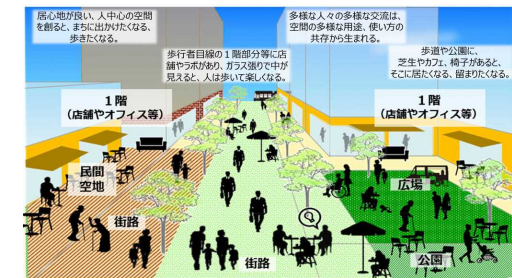 居心地が良い、人中心の空間
を創ると、まちに出かけたくなる、
歩きたくなる。
歩行者目線の1階部分等に店
舗やラボがあり、ガラス張りで中が
見えると、人は歩いて楽しくなる。
多様な人々の多様な交流は、
空間の多様な用途、使い方の
共存から生まれる。
歩道や公園に、
芝生やカフェ、椅子があると、
そこに居たくなる、留まりたくなる。
1階
(店舗やオフィス等)
1階
(店舗やオフィス等)
民間
空地
広場
街路
街路
公園